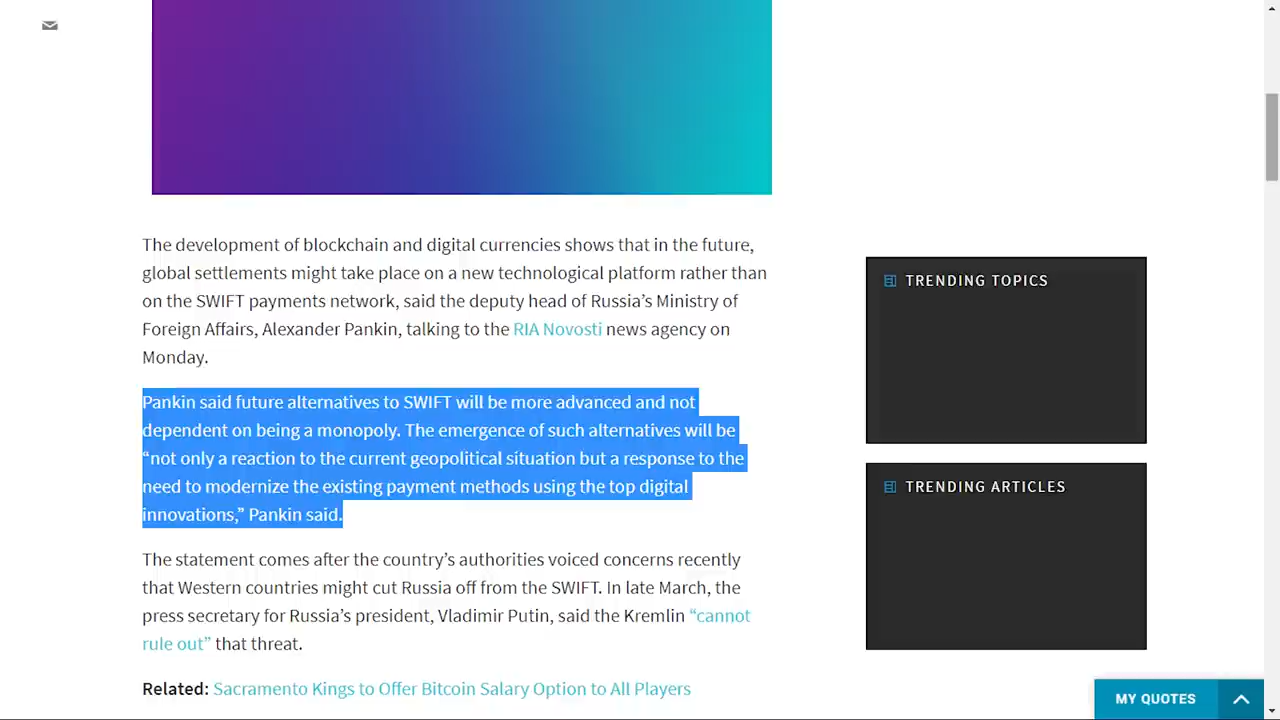 The development of blockchain and digital currencies shows that in the future,
global settlements might take place on a new technological platform rather than
on the SWIFT payments network, said the deputy head of Russia’s Ministry of
Foreign Affairs, Alexander Pankin, talking to the RIA Novosti news agency on
Monday.
Pankin said future alternatives to SWIFT will be more advanced and not
dependent on being a monopoly. The emergence of such alternatives will be
“not only a reaction to the current geopolitical situation but a response to the
need to modernize the existing payment methods using the top digital
innovations,” Pankin said.
The statement comes after the country’s authorities voiced concerns recently
that Western countries might cut Russia off from the SWIFT. In late March, the
press secretary for Russia’s president, Vladimir Putin, said the Kremlin “cannot
rule out” that threat.
Related: Sacramento Kings to Offer Bitcoin Salary Option to All Players
TRENDING TOPICS
TRENDING ARTICLES
MY QUOTES